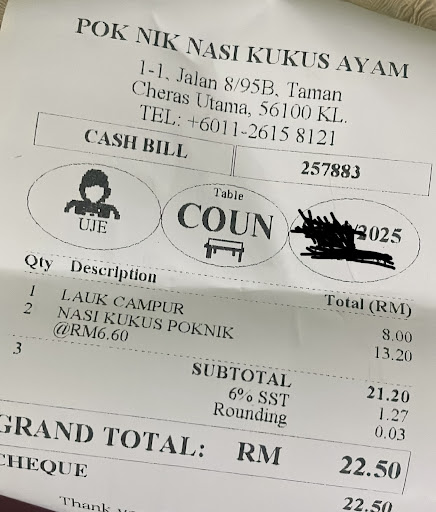 POK NIK NASI KUKUS AYAM
1-1, Jalan 8/95B, Taman
Cheras Utama, 56100 KL.
TEL: +6011-2615 8121
CASH BILL 257883
Table
UJE COUN 2025
Qty Description Total (RM)
1 LAUK CAMPUR 8.00
2 NASI KUKUS POKNIK 13.20
@RM6.60
3 SUBTOTAL 21.20
6% SST 1.27
Rounding 0.03
GRAND TOTAL: RM 22.50
CHEQUE 22.50
Thank